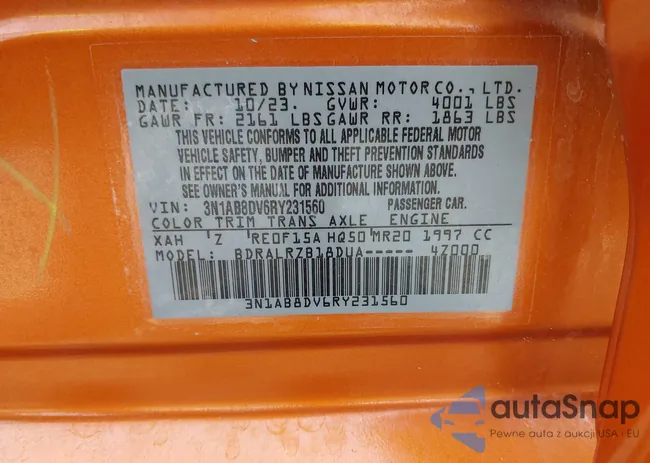 MANUFACTURED BY NISSAN MOTOR CO., LTD.
DATE: 10/23. GVWR: 4001 LBS
GAWR FR: 2161 LBS GAWR RR: 1863 LBS
THIS VEHICLE CONFORMS TO ALL APPLICABLE FEDERAL MOTOR
VEHICLE SAFETY, BUMPER AND THEFT PREVENTION STANDARDS
IN EFFECT ON THE DATE OF MANUFACTURE SHOWN ABOVE.
SEE OWNER'S MANUAL FOR ADDITIONAL INFORMATION.
VIN: 3N1AB8DV6RY231560 PASSENGER CAR.
COLOR TRIM TRANS AXLE ENGINE
XAH Z RE0F15A HQ50 MR20 1997 CC
MODEL: BDRALRZB18DUA----- 4Z000
3N1AB8DV6RY231560
autaSnap
Pewne auta z aukcji USA i EU